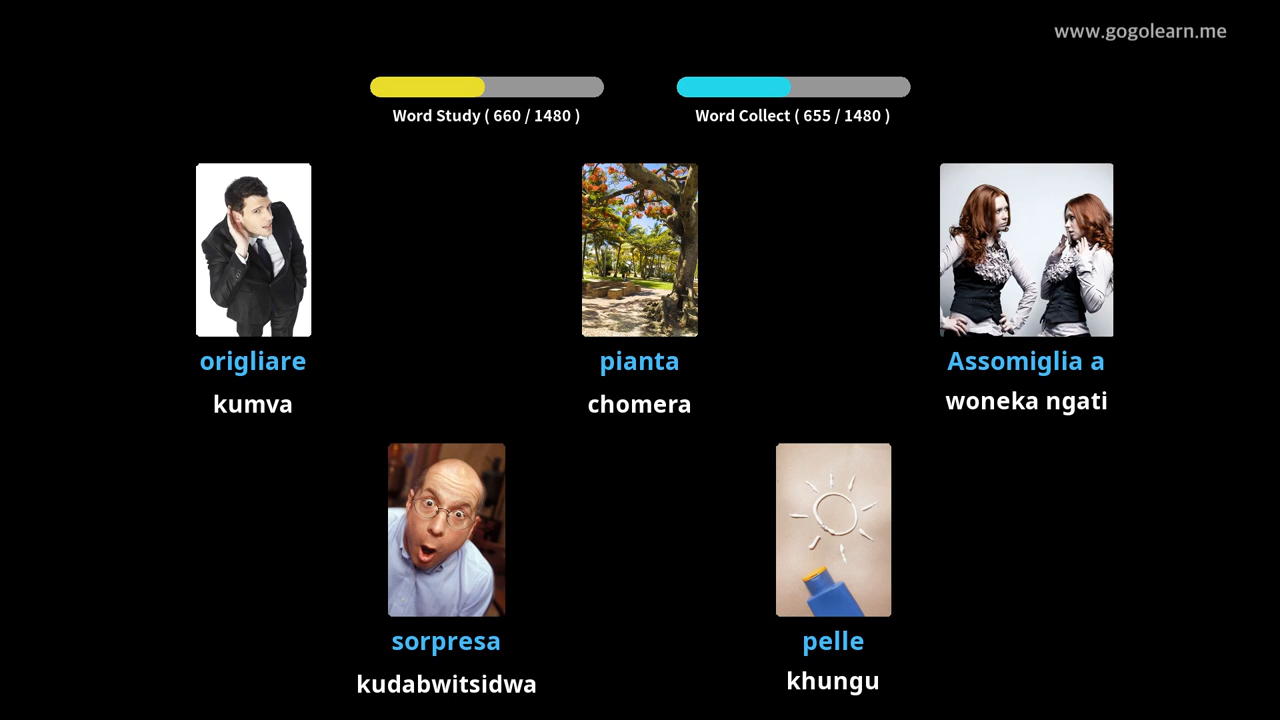 www.gogolearn.me
Word Study ( 660 / 1480 )
Word Collect ( 655 / 1480 )
origliare
kumva
pianta
chomera
Assomiglia a
woneka ngati
sorpresa
kudabwitsidwa
pelle
khungu